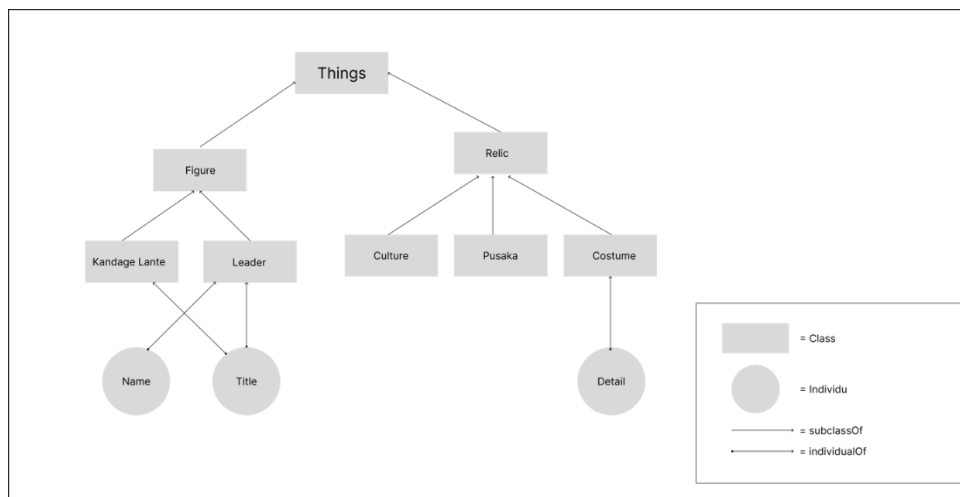 Things
Relic
Figure
Culture
Pusaka
Costume
Kandage Lante
Leader
Name
Title
Detail
= Class
= Individu
= subclassOf
= individualOf